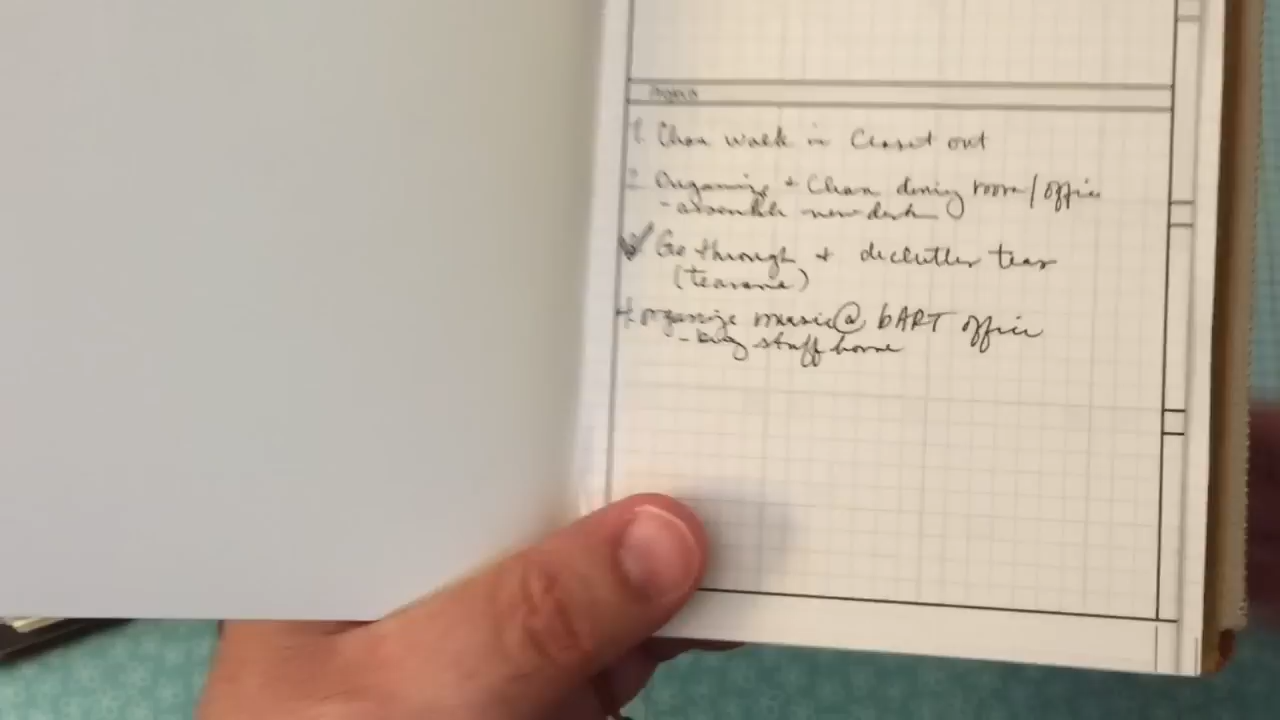 Projects
1. Clean walk in Closet out
2. Organize + Clean dining room/office
- assemble new desk
Go through + declutter teas
(teavana)
4. organize music @ bART office
- bring stuff home